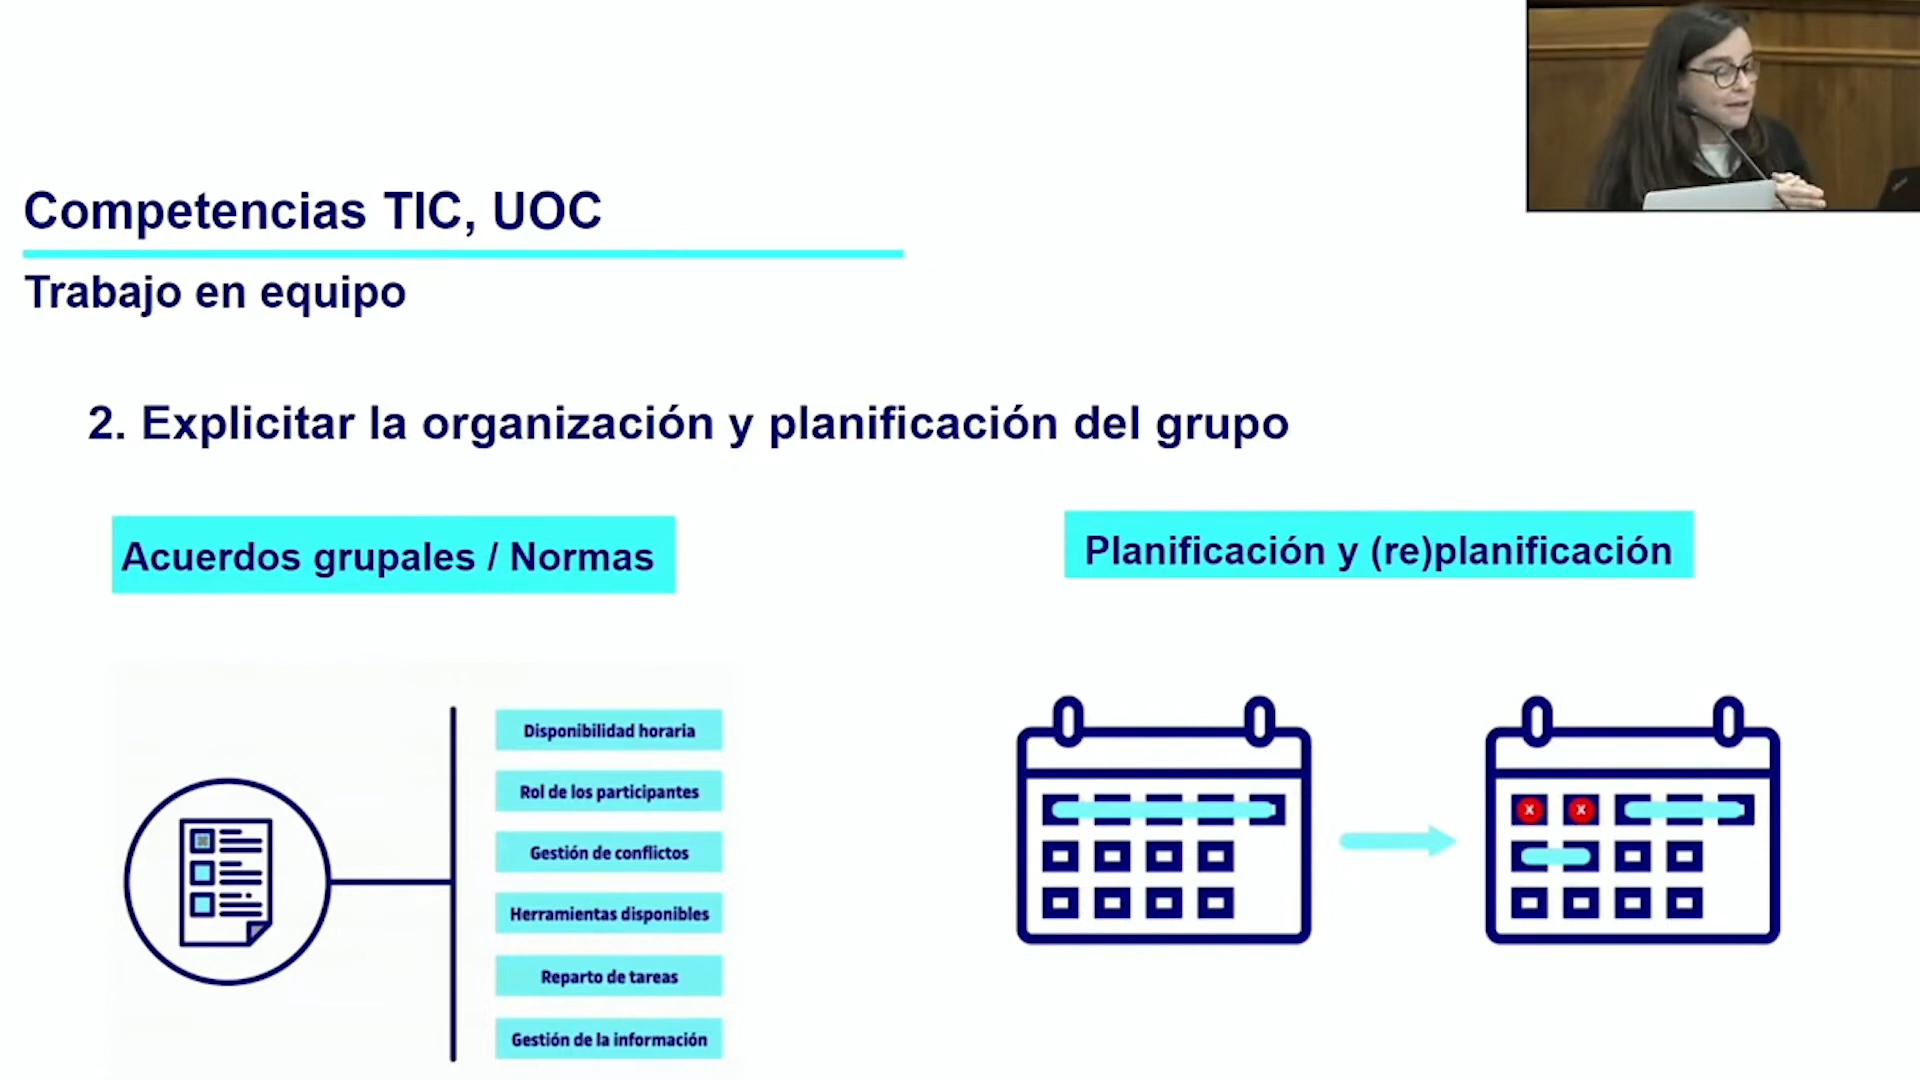 Competencias TIC, UOC
Trabajo en equipo
2. Explicitar la organización y planificación del grupo
Acuerdos grupales / Normas
Disponibilidad horaria
Rol de los participantes
Gestión de conflictos
Herramientas disponibles
Reparto de tareas
Gestión de la información
Planificación y (re)planificación
x x